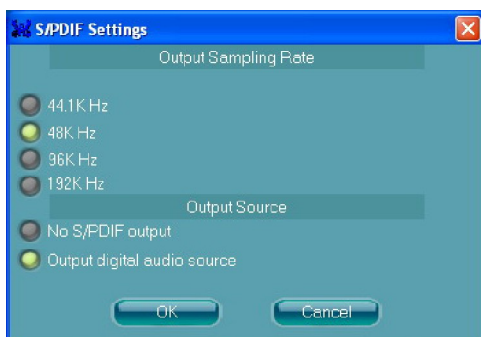 S/PDIF Settings
Output Sampling Rate
44.1K Hz
48K Hz
96K Hz
192K Hz
Output Source
No S/PDIF output
Output digital audio source
OK Cancel